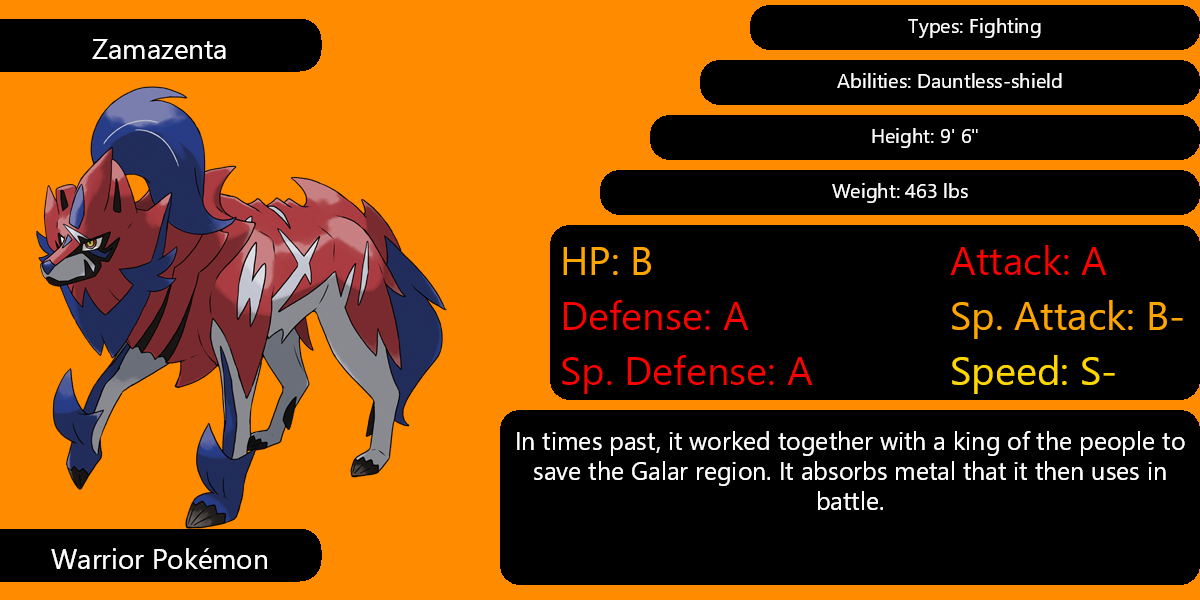 Zamazenta
Types: Fighting
Abilities: Dauntless-shield
Height: 9' 6"
Weight: 463 lbs
HP: B
Attack: A
Defense: A
Sp. Attack: B-
Sp. Defense: A
Speed: S-
In times past, it worked together with a king of the people to
save the Galar region. It absorbs metal that it then uses in
battle.
Warrior Pokémon